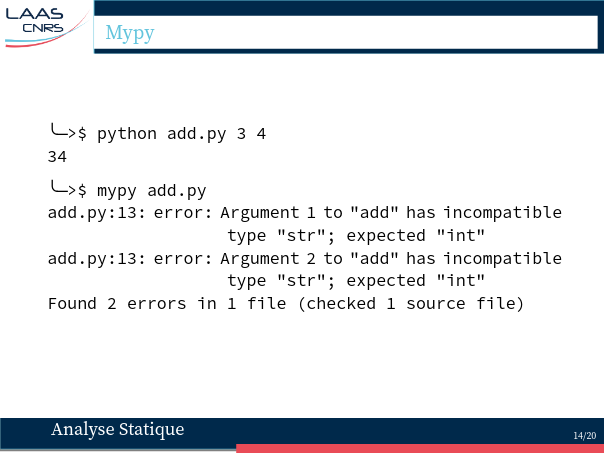 LAAS
CNRS
Mypy
╰─>$ python add.py 3 4
34
╰─>$ mypy add.py
add.py:13: error: Argument 1 to "add" has incompatible
type "str"; expected "int"
add.py:13: error: Argument 2 to "add" has incompatible
type "str"; expected "int"
Found 2 errors in 1 file (checked 1 source file)
Analyse Statique
14/20